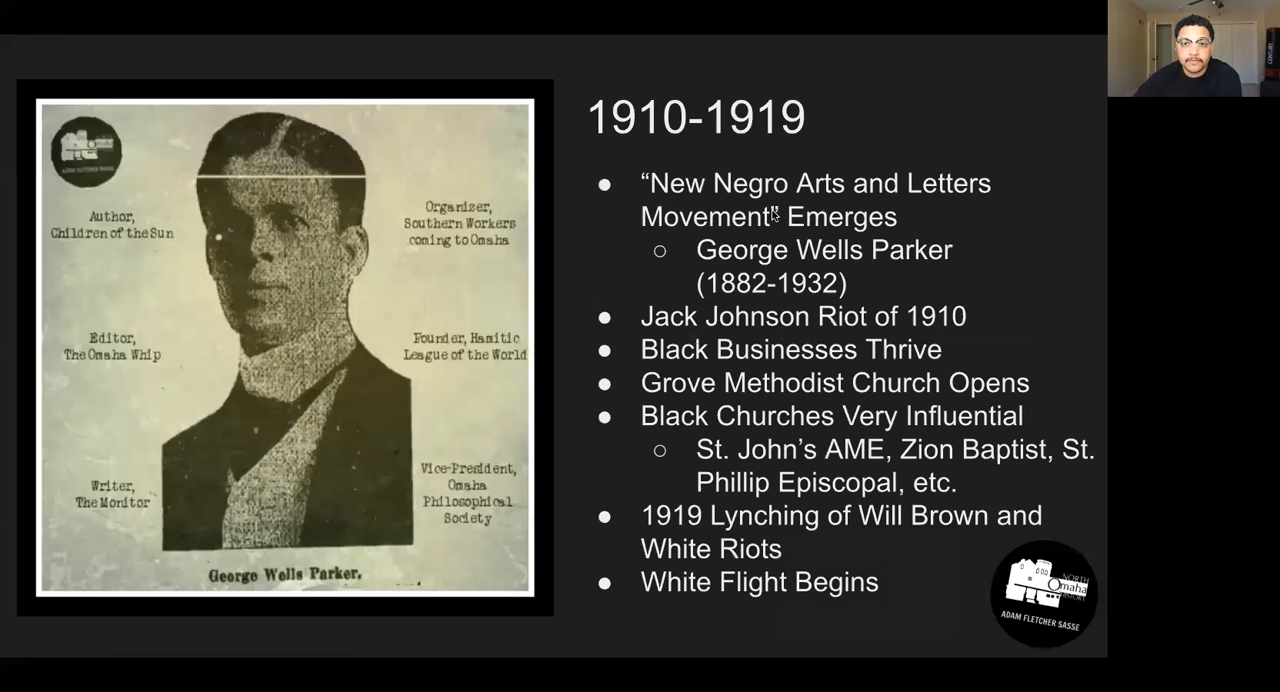 ADAM FLETCHER SASSE
Author,
Children of the Sun
Organizer,
Southern Workers
coming to Omaha
Editor,
The Omaha Whip
Founder, Hamitic
League of the World
Writer,
The Monitor
Vice-President,
Omaha
Philosophical
Society
George Wells Parker.
1910-1919
● “New Negro Arts and Letters
Movement” Emerges
○ George Wells Parker
(1882-1932)
● Jack Johnson Riot of 1910
● Black Businesses Thrive
● Grove Methodist Church Opens
● Black Churches Very Influential
○ St. John’s AME, Zion Baptist, St.
Phillip Episcopal, etc.
● 1919 Lynching of Will Brown and
White Riots
● White Flight Begins
NORTH
Omaha
HISTORY
ADAM FLETCHER SASSE